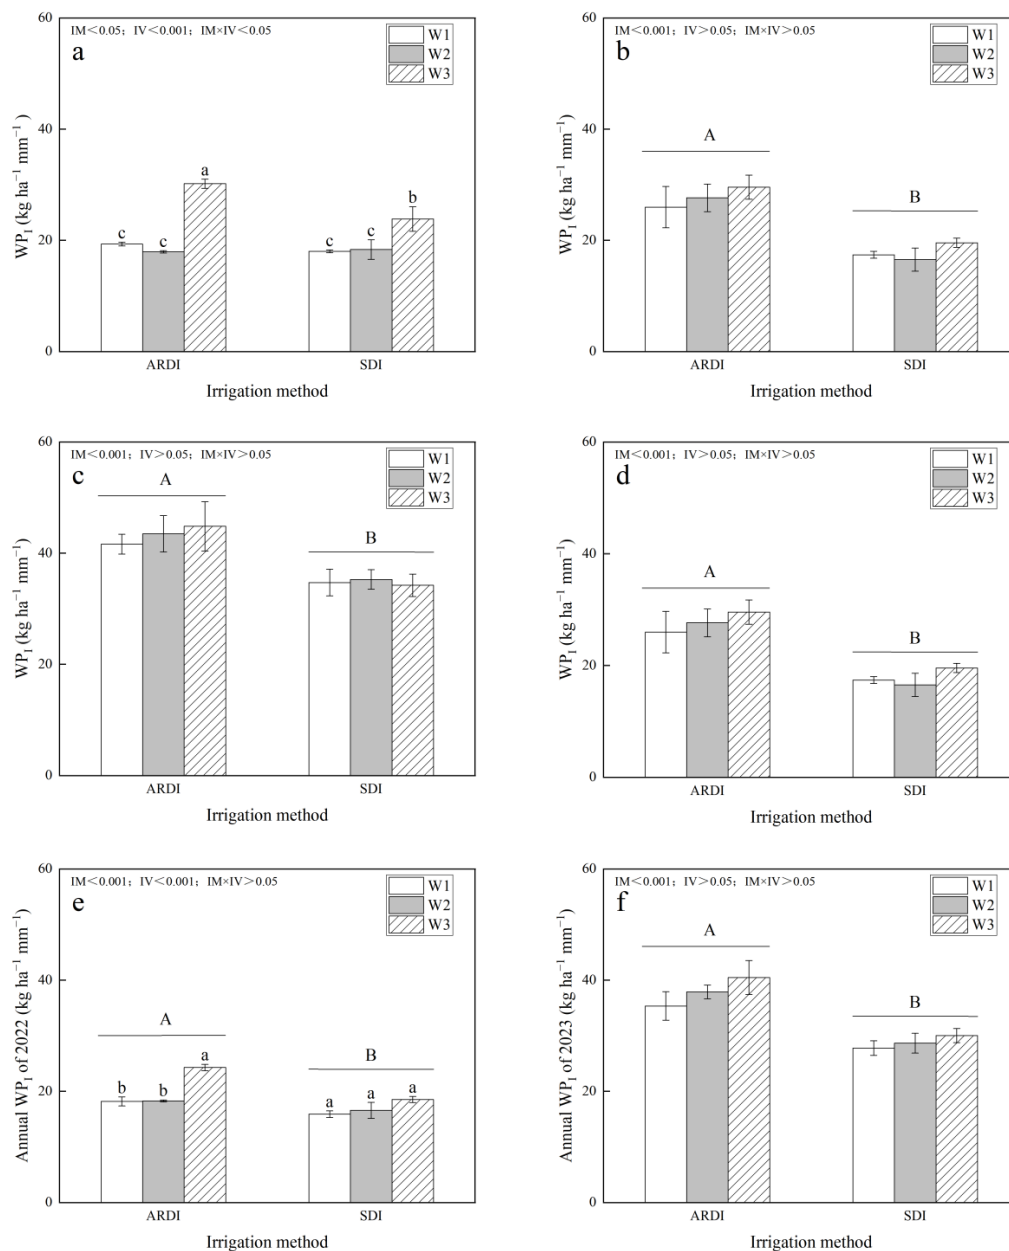 IM<0.05; IV<0.001; IM×IV<0.05
a
W1
W2
W3
60
40
20
0
WP_I (kg ha⁻¹ mm⁻¹)
c
c
a
c
c
b
ARDI
SDI
Irrigation method
IM<0.001; IV>0.05; IM×IV>0.05
b
W1
W2
W3
60
40
20
0
WP_I (kg ha⁻¹ mm⁻¹)
A
B
ARDI
SDI
Irrigation method
IM<0.001; IV>0.05; IM×IV>0.05
c
W1
W2
W3
60
40
20
0
WP_I (kg ha⁻¹ mm⁻¹)
A
B
ARDI
SDI
Irrigation method
IM<0.001; IV>0.05; IM×IV>0.05
d
W1
W2
W3
60
40
20
0
WP_I (kg ha⁻¹ mm⁻¹)
A
B
ARDI
SDI
Irrigation method
IM<0.001; IV<0.001; IM×IV>0.05
e
W1
W2
W3
60
40
20
0
Annual WP_I of 2022 (kg ha⁻¹ mm⁻¹)
A
b
b
a
B
a
a
a
ARDI
SDI
Irrigation method
IM<0.001; IV>0.05; IM×IV>0.05
f
W1
W2
W3
60
40
20
0
Annual WP_I of 2023 (kg ha⁻¹ mm⁻¹)
A
B
ARDI
SDI
Irrigation method